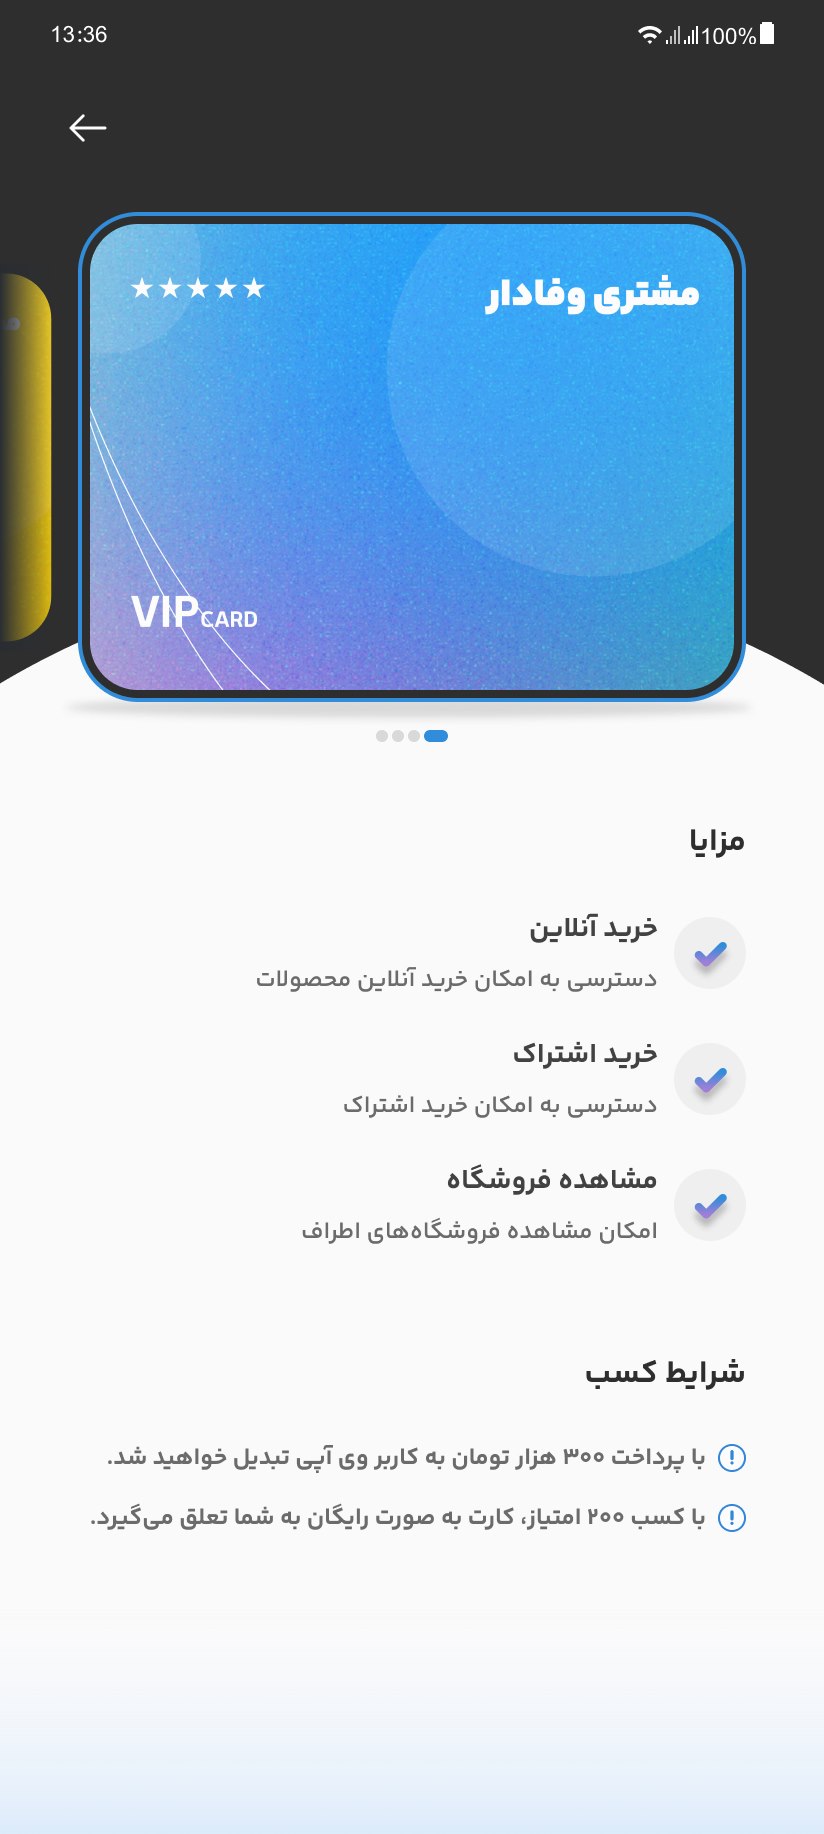 13:36
100%
مشتری وفادار
★★★★★
VIP CARD
مزایا
خرید آنلاین
دسترسی به امکان خرید آنلاین محصولات
خرید اشتراک
دسترسی به امکان خرید اشتراک
مشاهده فروشگاه
امکان مشاهده فروشگاه‌های اطراف
شرایط کسب
با پرداخت ۳۰۰ هزار تومان به کاربر وی آپی تبدیل خواهید شد.
با کسب ۲۰۰ امتیاز، کارت به صورت رایگان به شما تعلق می‌گیرد.